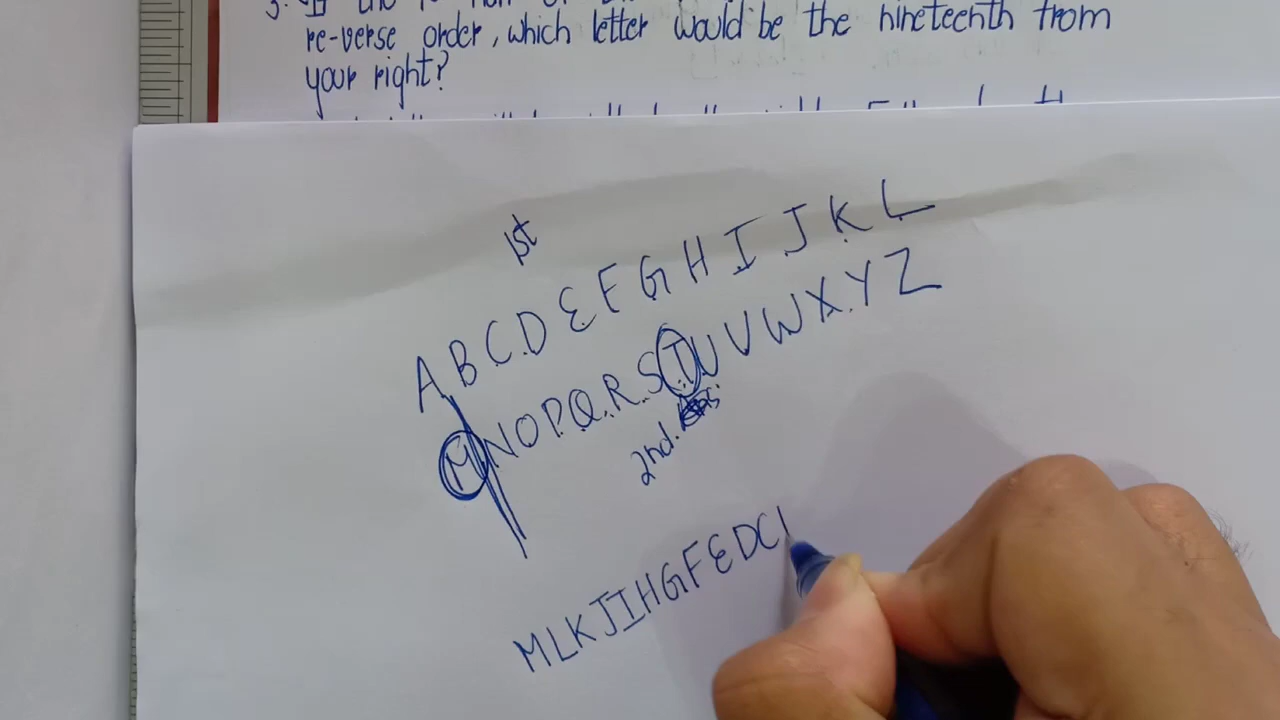 re-verse order, which letter would be the nineteenth from
your right?
1st
A B C D E F G H I J K L
M N O P Q R S T U V W X Y Z
2nd.
M L K J I H G F E D C